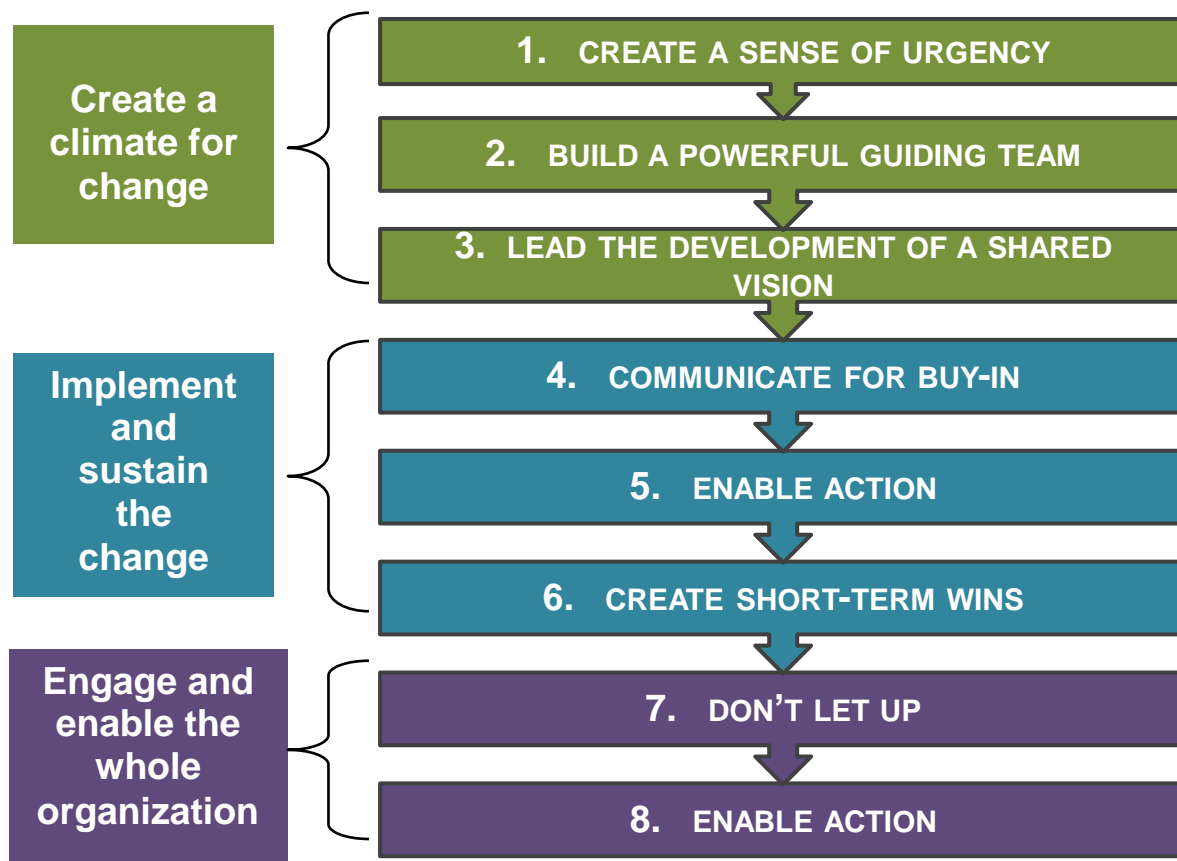 Create a
climate for
change
1. CREATE A SENSE OF URGENCY
2. BUILD A POWERFUL GUIDING TEAM
3. LEAD THE DEVELOPMENT OF A SHARED
VISION
Implement
and
sustain
the
change
4. COMMUNICATE FOR BUY-IN
5. ENABLE ACTION
6. CREATE SHORT-TERM WINS
Engage and
enable the
whole
organization
7. DON’T LET UP
8. ENABLE ACTION